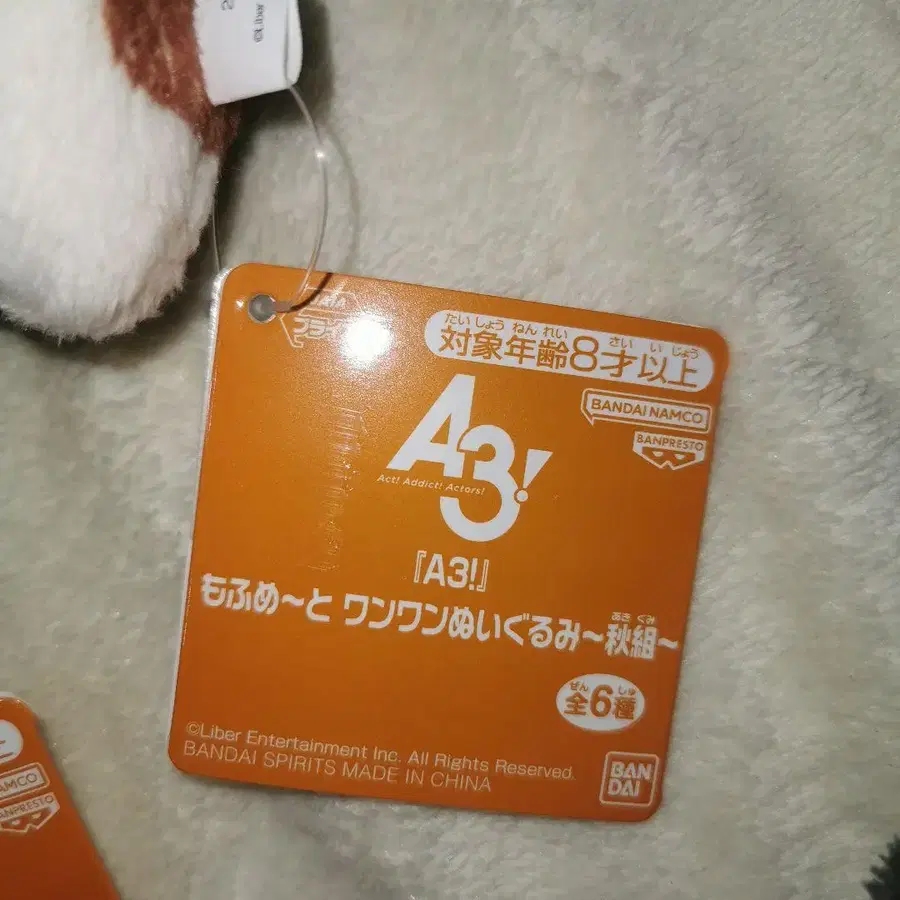 ©Liber
たいしょうねんれい さいいじょう
対象年齢8才以上
BANDAI NAMCO
BANPRESTO
A3!
Act! Addict! Actors!
『A3!』
あきぐみ
もふめ～と ワンワンぬいぐるみ～秋組～
ぜん しゅ
全6種
©Liber Entertainment Inc. All Rights Reserved.
BANDAI SPIRITS MADE IN CHINA
BAN
DAI